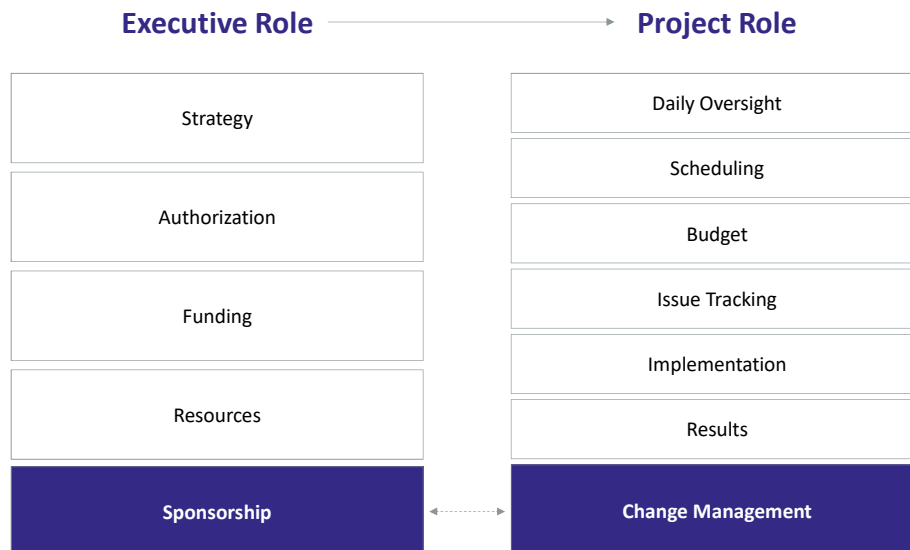 Executive Role
Project Role
Strategy
Authorization
Funding
Resources
Sponsorship
Daily Oversight
Scheduling
Budget
Issue Tracking
Implementation
Results
Change Management